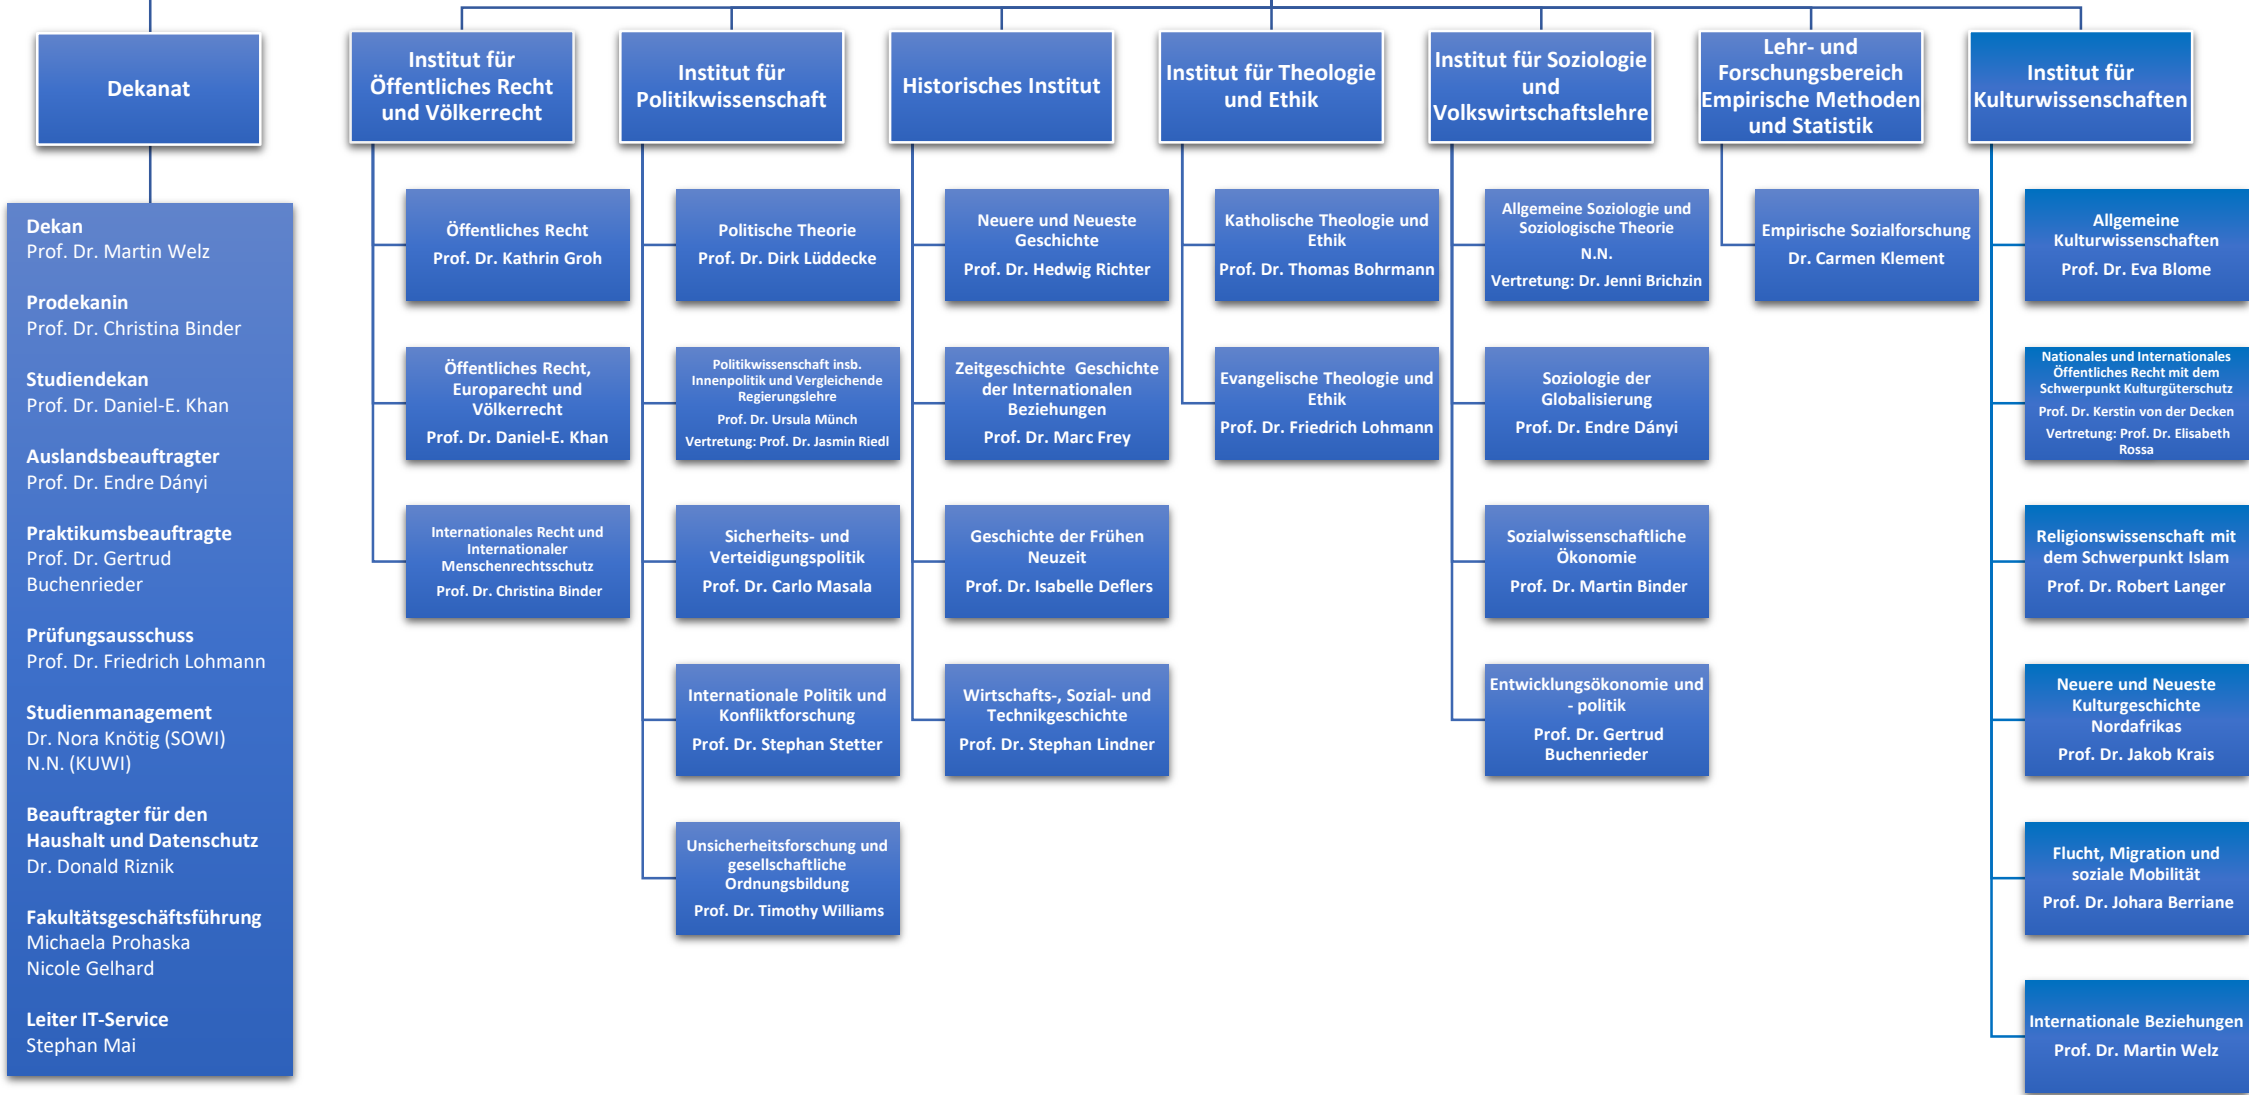 Dekanat
Dekan
Prof. Dr. Martin Welz
Prodekanin
Prof. Dr. Christina Binder
Studiendekan
Prof. Dr. Daniel-E. Khan
Auslandsbeauftragter
Prof. Dr. Endre Dányi
Praktikumsbeauftragte
Prof. Dr. Gertrud
Buchenrieder
Prüfungsausschuss
Prof. Dr. Friedrich Lohmann
Studienmanagement
Dr. Nora Knötig (SOWI)
N.N. (KUWI)
Beauftragter für den
Haushalt und Datenschutz
Dr. Donald Riznik
Fakultätsgeschäftsführung
Michaela Prohaska
Nicole Gelhard
Leiter IT-Service
Stephan Mai
Institut für
Öffentliches Recht
und Völkerrecht
Öffentliches Recht
Prof. Dr. Kathrin Groh
Öffentliches Recht,
Europarecht und
Völkerrecht
Prof. Dr. Daniel-E. Khan
Internationales Recht und
Internationaler
Menschenrechtsschutz
Prof. Dr. Christina Binder
Institut für
Politikwissenschaft
Politische Theorie
Prof. Dr. Dirk Lüddecke
Politikwissenschaft insb.
Innenpolitik und Vergleichende
Regierungslehre
Prof. Dr. Ursula Münch
Vertretung: Prof. Dr. Jasmin Riedl
Sicherheits- und
Verteidigungspolitik
Prof. Dr. Carlo Masala
Internationale Politik und
Konfliktforschung
Prof. Dr. Stephan Stetter
Unsicherheitsforschung und
gesellschaftliche
Ordnungsbildung
Prof. Dr. Timothy Williams
Historisches Institut
Neuere und Neueste
Geschichte
Prof. Dr. Hedwig Richter
Zeitgeschichte  Geschichte
der Internationalen
Beziehungen
Prof. Dr. Marc Frey
Geschichte der Frühen
Neuzeit
Prof. Dr. Isabelle Deflers
Wirtschafts-, Sozial- und
Technikgeschichte
Prof. Dr. Stephan Lindner
Institut für Theologie
und Ethik
Katholische Theologie und
Ethik
Prof. Dr. Thomas Bohrmann
Evangelische Theologie und
Ethik
Prof. Dr. Friedrich Lohmann
Institut für Soziologie
und
Volkswirtschaftslehre
Allgemeine Soziologie und
Soziologische Theorie
N.N.
Vertretung: Dr. Jenni Brichzin
Soziologie der
Globalisierung
Prof. Dr. Endre Dányi
Sozialwissenschaftliche
Ökonomie
Prof. Dr. Martin Binder
Entwicklungsökonomie und
- politik
Prof. Dr. Gertrud
Buchenrieder
Lehr- und
Forschungsbereich
Empirische Methoden
und Statistik
Empirische Sozialforschung
Dr. Carmen Klement
Institut für
Kulturwissenschaften
Allgemeine
Kulturwissenschaften
Prof. Dr. Eva Blome
Nationales und Internationales
Öffentliches Recht mit dem
Schwerpunkt Kulturgüterschutz
Prof. Dr. Kerstin von der Decken
Vertretung: Prof. Dr. Elisabeth
Rossa
Religionswissenschaft mit
dem Schwerpunkt Islam
Prof. Dr. Robert Langer
Neuere und Neueste
Kulturgeschichte
Nordafrikas
Prof. Dr. Jakob Krais
Flucht, Migration und
soziale Mobilität
Prof. Dr. Johara Berriane
Internationale Beziehungen
Prof. Dr. Martin Welz